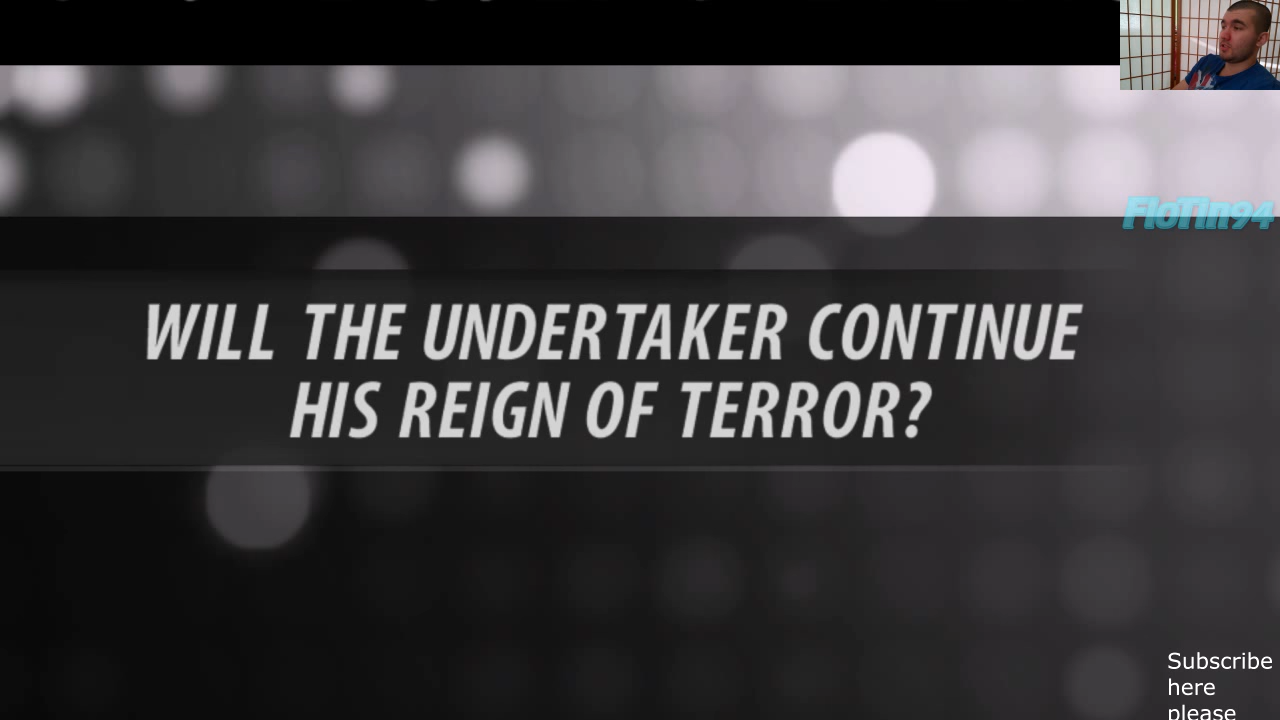 FloTin94
WILL THE UNDERTAKER CONTINUE
HIS REIGN OF TERROR?
Subscribe
here
please